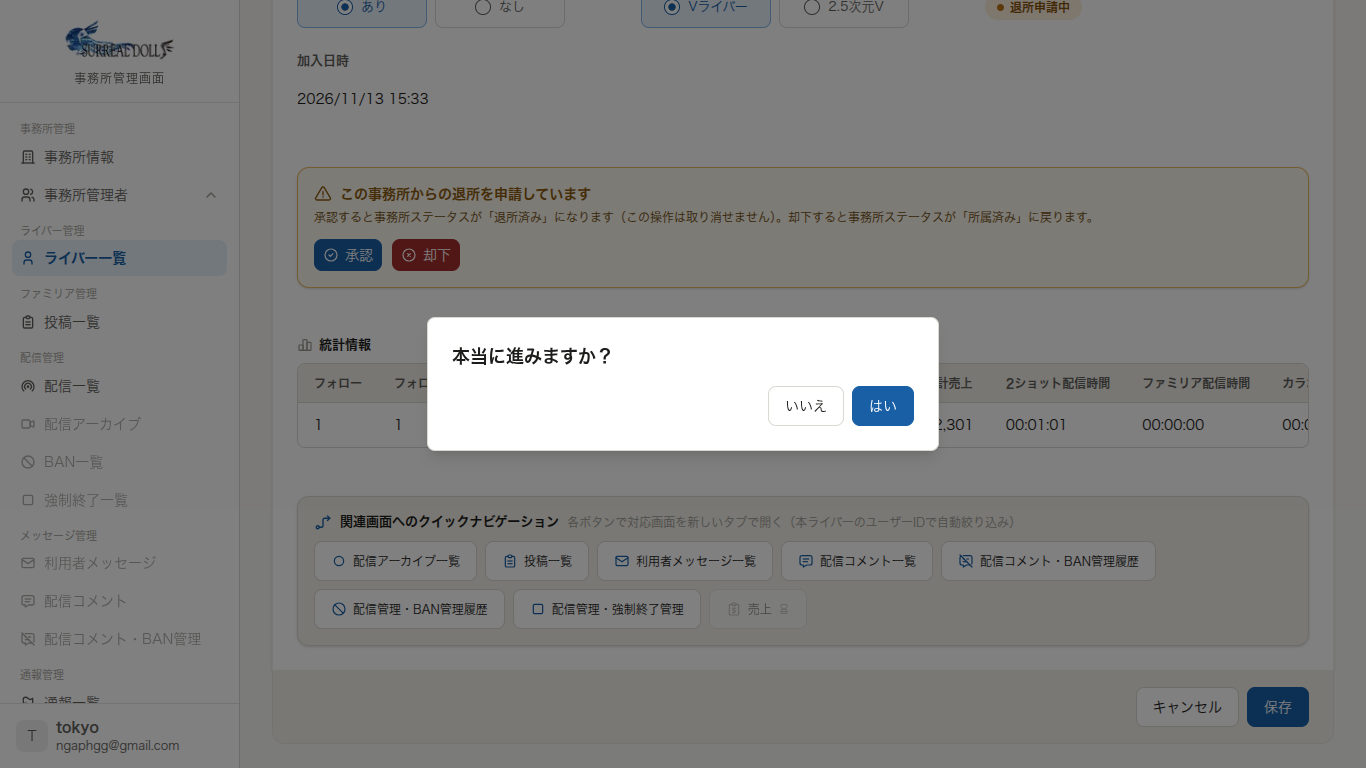 SURREAL DOLL
事務所管理画面
事務所管理
事務所情報
事務所管理者
ライバー管理
ライバー一覧
ファミリア管理
投稿一覧
配信管理
配信一覧
配信アーカイブ
BAN一覧
強制終了一覧
メッセージ管理
利用者メッセージ
配信コメント
配信コメント・BAN管理
通報管理
通報一覧
T
tokyo
ngaphgg@gmail.com
あり
なし
Vライバー
2.5次元V
退所申請中
加入日時
2026/11/13 15:33
この事務所からの退所を申請しています
承認すると事務所ステータスが「退所済み」になります（この操作は取り消せません）。却下すると事務所ステータスが「所属済み」に戻ります。
承認
却下
統計情報
フォロー
フォロ
計売上
2ショット配信時間
ファミリア配信時間
カラ
1
1
2,301
00:01:01
00:00:00
00:0
本当に進みますか？
いいえ
はい
関連画面へのクイックナビゲーション 各ボタンで対応画面を新しいタブで開く（本ライバーのユーザーIDで自動絞り込み）
配信アーカイブ一覧
投稿一覧
利用者メッセージ一覧
配信コメント一覧
配信コメント・BAN管理履歴
配信管理・BAN管理履歴
配信管理・強制終了管理
売上
キャンセル
保存